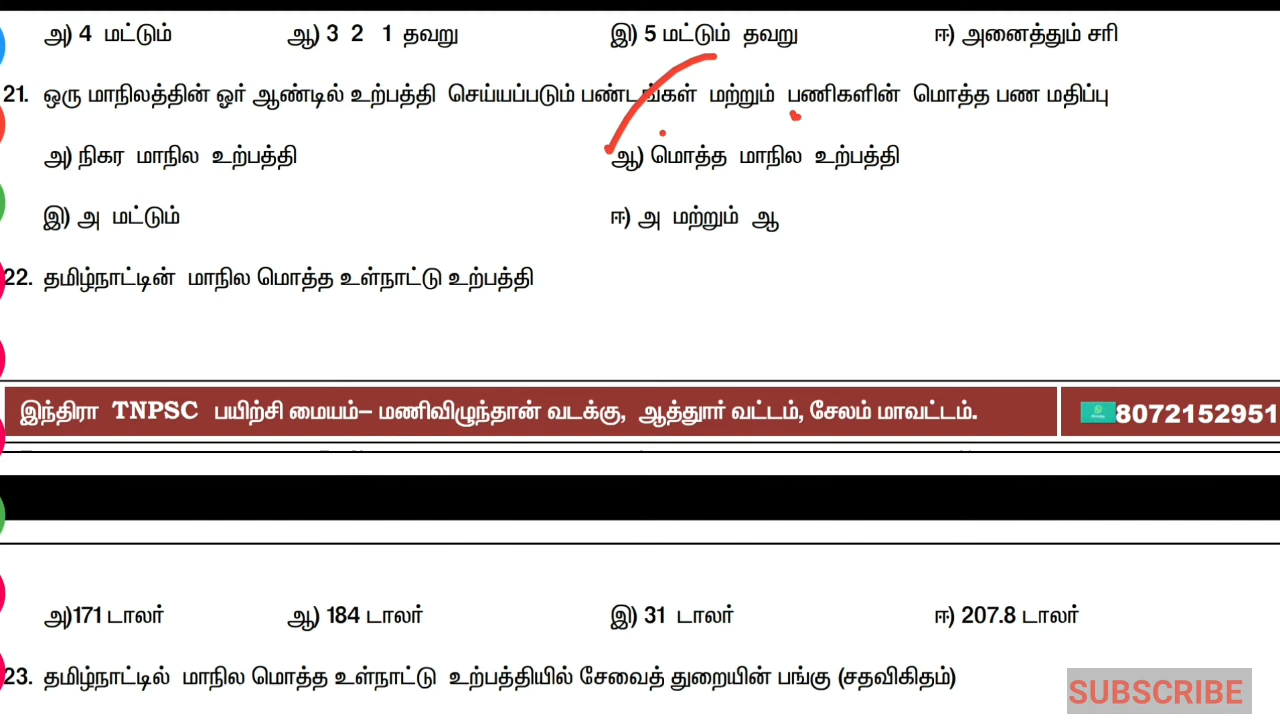 அ) 4 மட்டும் ஆ) 3 2 1 தவறு இ) 5 மட்டும் தவறு ஈ) அனைத்தும் சரி
21. ஒரு மாநிலத்தின் ஓர் ஆண்டில் உற்பத்தி செய்யப்படும் பண்டங்கள் மற்றும் பணிகளின் மொத்த பண மதிப்பு
அ) நிகர மாநில உற்பத்தி ஆ) மொத்த மாநில உற்பத்தி
இ) அ மட்டும் ஈ) அ மற்றும் ஆ
22. தமிழ்நாட்டின் மாநில மொத்த உள்நாட்டு உற்பத்தி
இந்திரா TNPSC பயிற்சி மையம்– மணிவிழுந்தான் வடக்கு, ஆத்துார் வட்டம், சேலம் மாவட்டம். 8072152951
அ)171 டாலர் ஆ) 184 டாலர் இ) 31 டாலர் ஈ) 207.8 டாலர்
23. தமிழ்நாட்டில் மாநில மொத்த உள்நாட்டு உற்பத்தியில் சேவைத் துறையின் பங்கு (சதவிகிதம்)
SUBSCRIBE